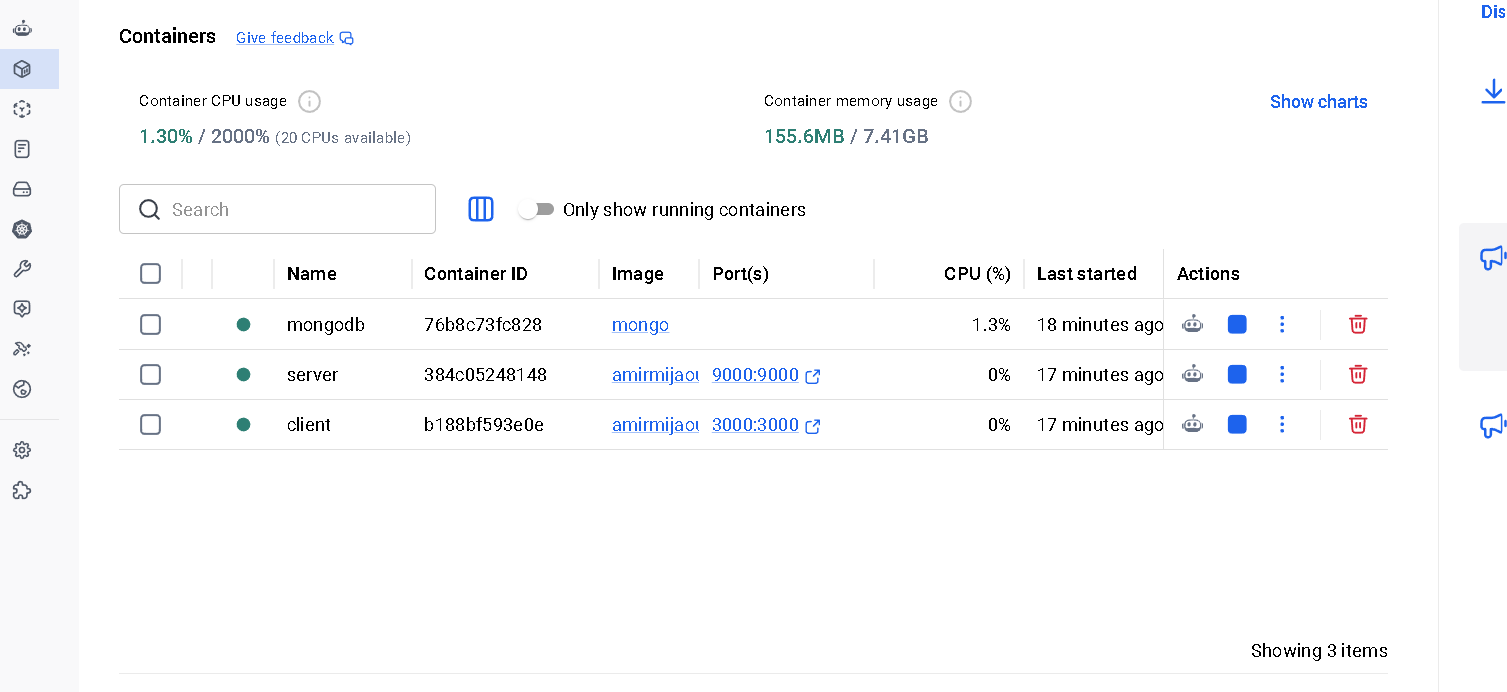 Dis
Containers Give feedback
Container CPU usage Container memory usage Show charts
1.30% / 2000% (20 CPUs available) 155.6MB / 7.41GB
Search Only show running containers
Name Container ID Image Port(s) CPU (%) Last started Actions
mongodb 76b8c73fc828 mongo 1.3% 18 minutes ago
server 384c05248148 amirmijaou 9000:9000 0% 17 minutes ago
client b188bf593e0e amirmijaou 3000:3000 0% 17 minutes ago
Showing 3 items